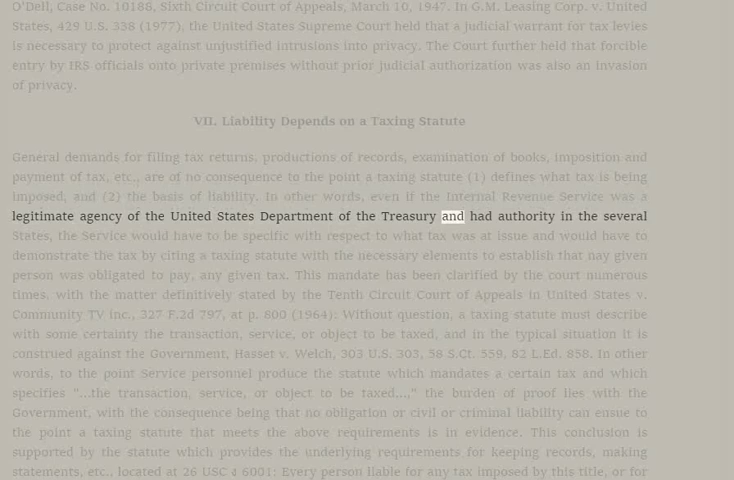 O'Dell, Case No. 10186, Sixth Circuit Court of Appeals, March 10, 1947. In G.M. Leasing Corp. v. United
States, 429 U.S. 338 (1977), the United States Supreme Court held that a judicial warrant for tax levies
is necessary to protect against unjustified intrusions into privacy. The Court further held that forcible
entry by IRS officials onto private premises without prior judicial authorization was also an invasion
of privacy.
VII. Liability Depends on a Taxing Statute
General demands for filing tax returns, productions of records, examination of books, imposition and
payment of tax, etc., are of no consequence to the point a taxing statute (1) defines what tax is being
imposed, and (2) the basis of liability. In other words, even if the Internal Revenue Service was a
legitimate agency of the United States Department of the Treasury and had authority in the several
States, the Service would have to be specific with respect to what tax was at issue and would have to
demonstrate the tax by citing a taxing statute with the necessary elements to establish that nay given
person was obligated to pay, any given tax. This mandate has been clarified by the court numerous
times, with the matter definitively stated by the Tenth Circuit Court of Appeals in United States v.
Community TV inc., 327 F.2d 797, at p. 800 (1964): Without question, a taxing statute must describe
with some certainty the transaction, service, or object to be taxed, and in the typical situation it is
construed against the Government, Hasset v. Welch, 303 U.S. 303, 58 S.Ct. 559, 82 L.Ed. 858. In other
words, to the point Service personnel produce the statute which mandates a certain tax and which
specifies "...the transaction, service, or object to be taxed...," the burden of proof lies with the
Government, with the consequence being that no obligation or civil or criminal liability can ensue to
the point a taxing statute that meets the above requirements is in evidence. This conclusion is
supported by the statute which provides the underlying requirements for keeping records, making
statements, etc., located at 26 USC ¢ 6001: Every person liable for any tax imposed by this title, or for